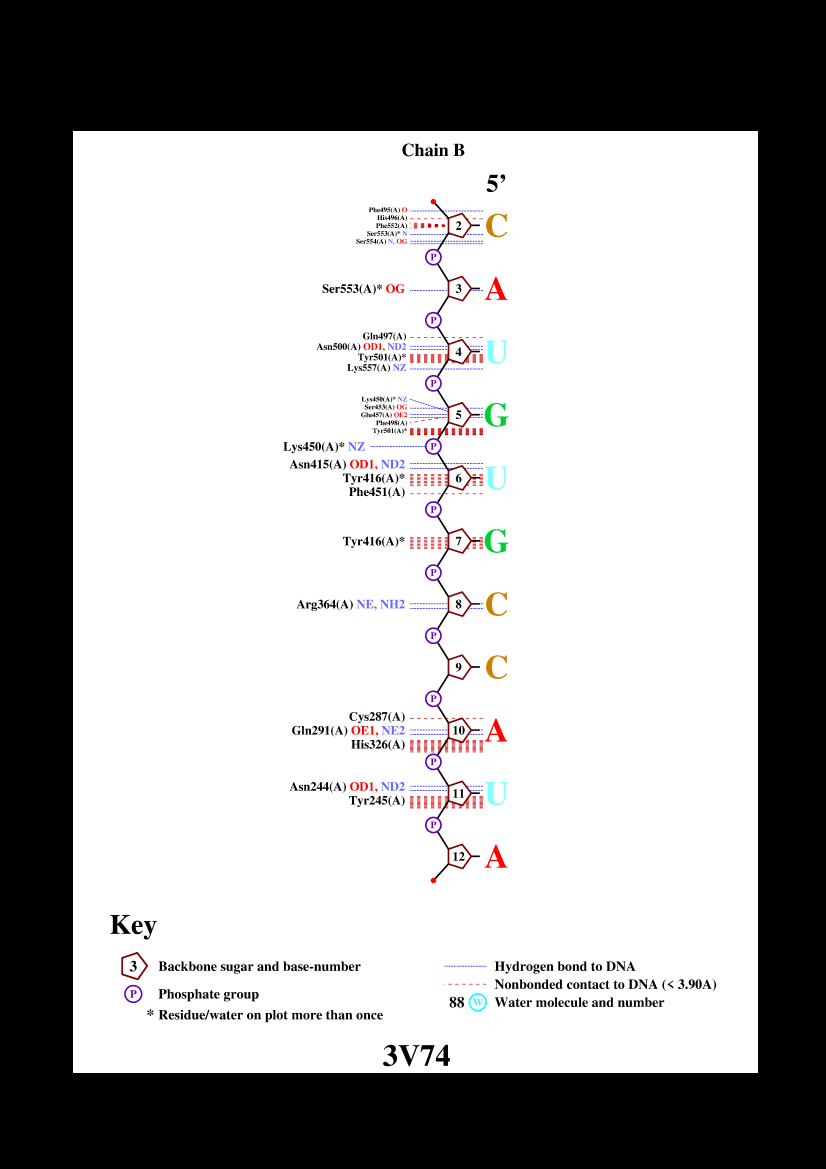 Chain B
5’
Phe495(A) O
His496(A)
Phe552(A)
Ser553(A)* N
Ser554(A) N, OG
2 C
P
Ser553(A)* OG 3 A
P
Gln497(A)
Asn500(A) OD1, ND2
Tyr501(A)*
Lys557(A) NZ
4 U
P
Lys450(A)* NZ
Ser453(A) OG
Glu457(A) OE2
Phe498(A)
Tyr501(A)*
5 G
Lys450(A)* NZ P
Asn415(A) OD1, ND2
Tyr416(A)*
Phe451(A)
6 U
P
Tyr416(A)* 7 G
P
Arg364(A) NE, NH2 8 C
P
9 C
P
Cys287(A)
Gln291(A) OE1, NE2
His326(A)
10 A
P
Asn244(A) OD1, ND2
Tyr245(A)
11 U
P
12 A
Key
3 Backbone sugar and base-number
P Phosphate group
* Residue/water on plot more than once
Hydrogen bond to DNA
Nonbonded contact to DNA (< 3.90A)
88 W Water molecule and number
3V74